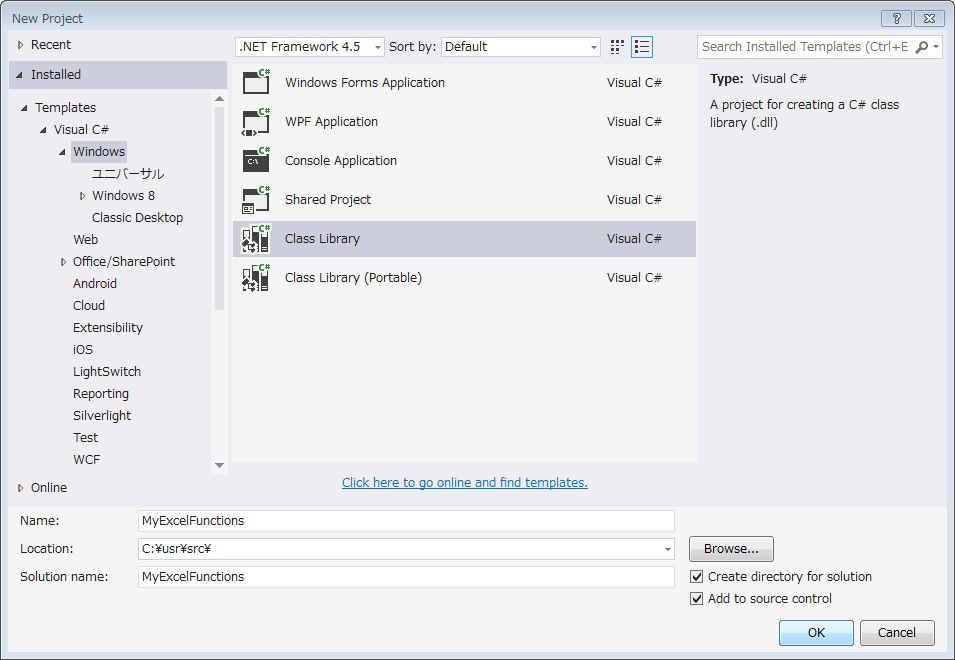 New Project
Recent
.NET Framework 4.5
Sort by:
Default
Search Installed Templates (Ctrl+E
Installed
Templates
Visual C#
Windows
ユニバーサル
Windows 8
Classic Desktop
Web
Office/SharePoint
Android
Cloud
Extensibility
iOS
LightSwitch
Reporting
Silverlight
Test
WCF
Online
C# Windows Forms Application Visual C#
C# WPF Application Visual C#
C# C:\ Console Application Visual C#
C# Shared Project Visual C#
C# Class Library Visual C#
C# Class Library (Portable) Visual C#
Click here to go online and find templates.
Type: Visual C#
A project for creating a C# class
library (.dll)
Name: MyExcelFunctions
Location: C:¥usr¥src¥
Browse...
Solution name: MyExcelFunctions
Create directory for solution
Add to source control
OK
Cancel